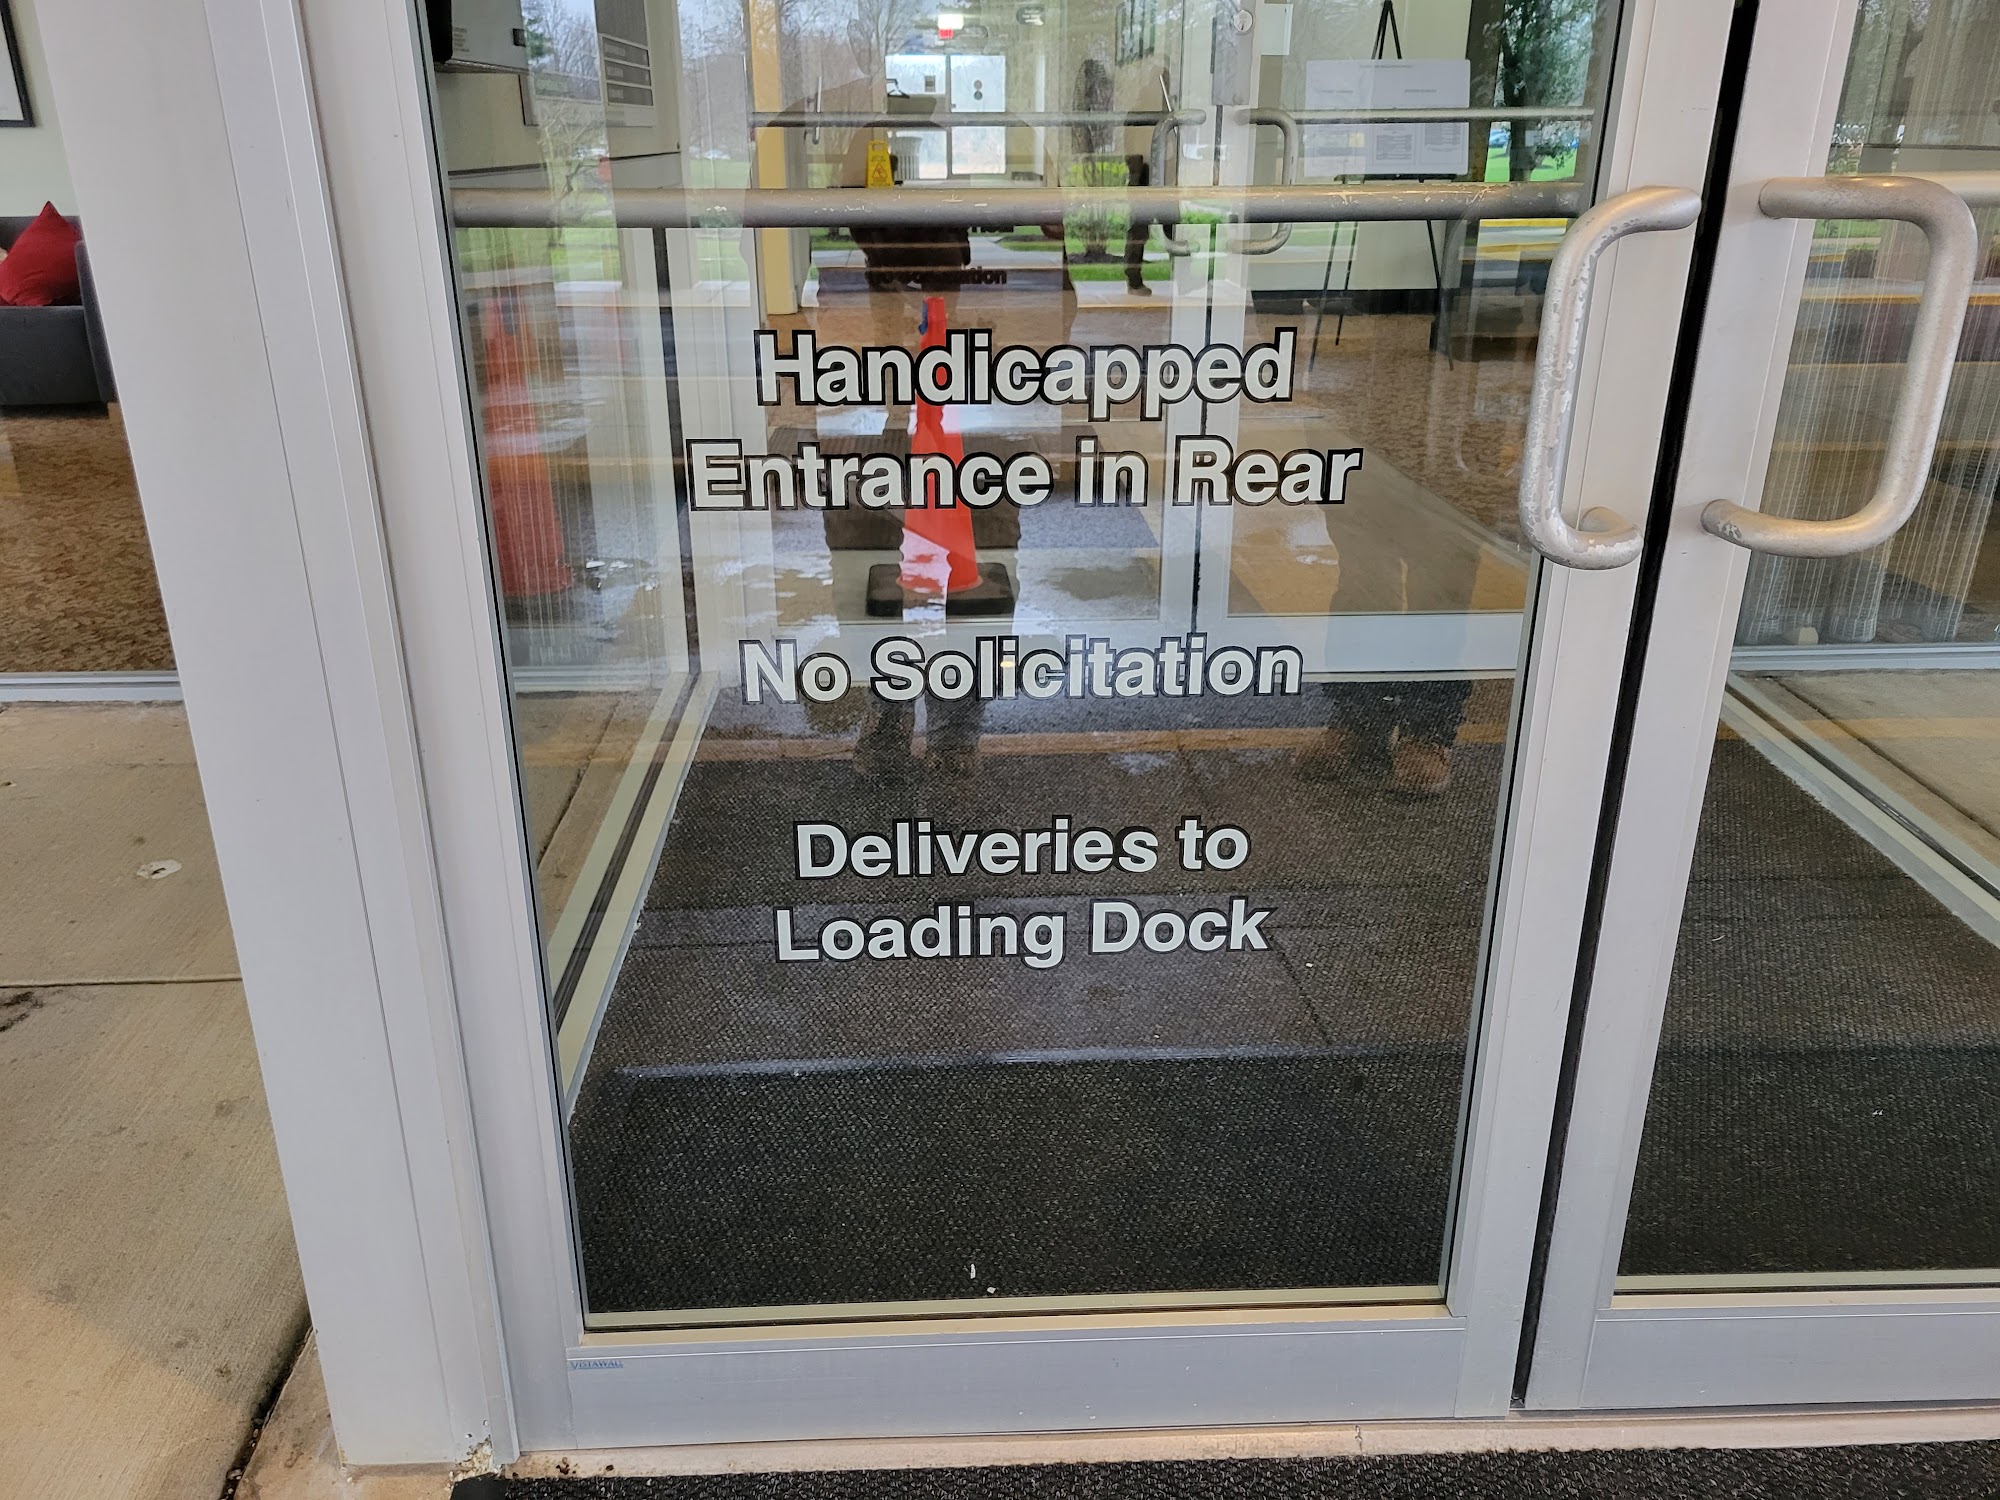 Handicapped
Entrance in Rear
No Solicitation
Deliveries to
Loading Dock